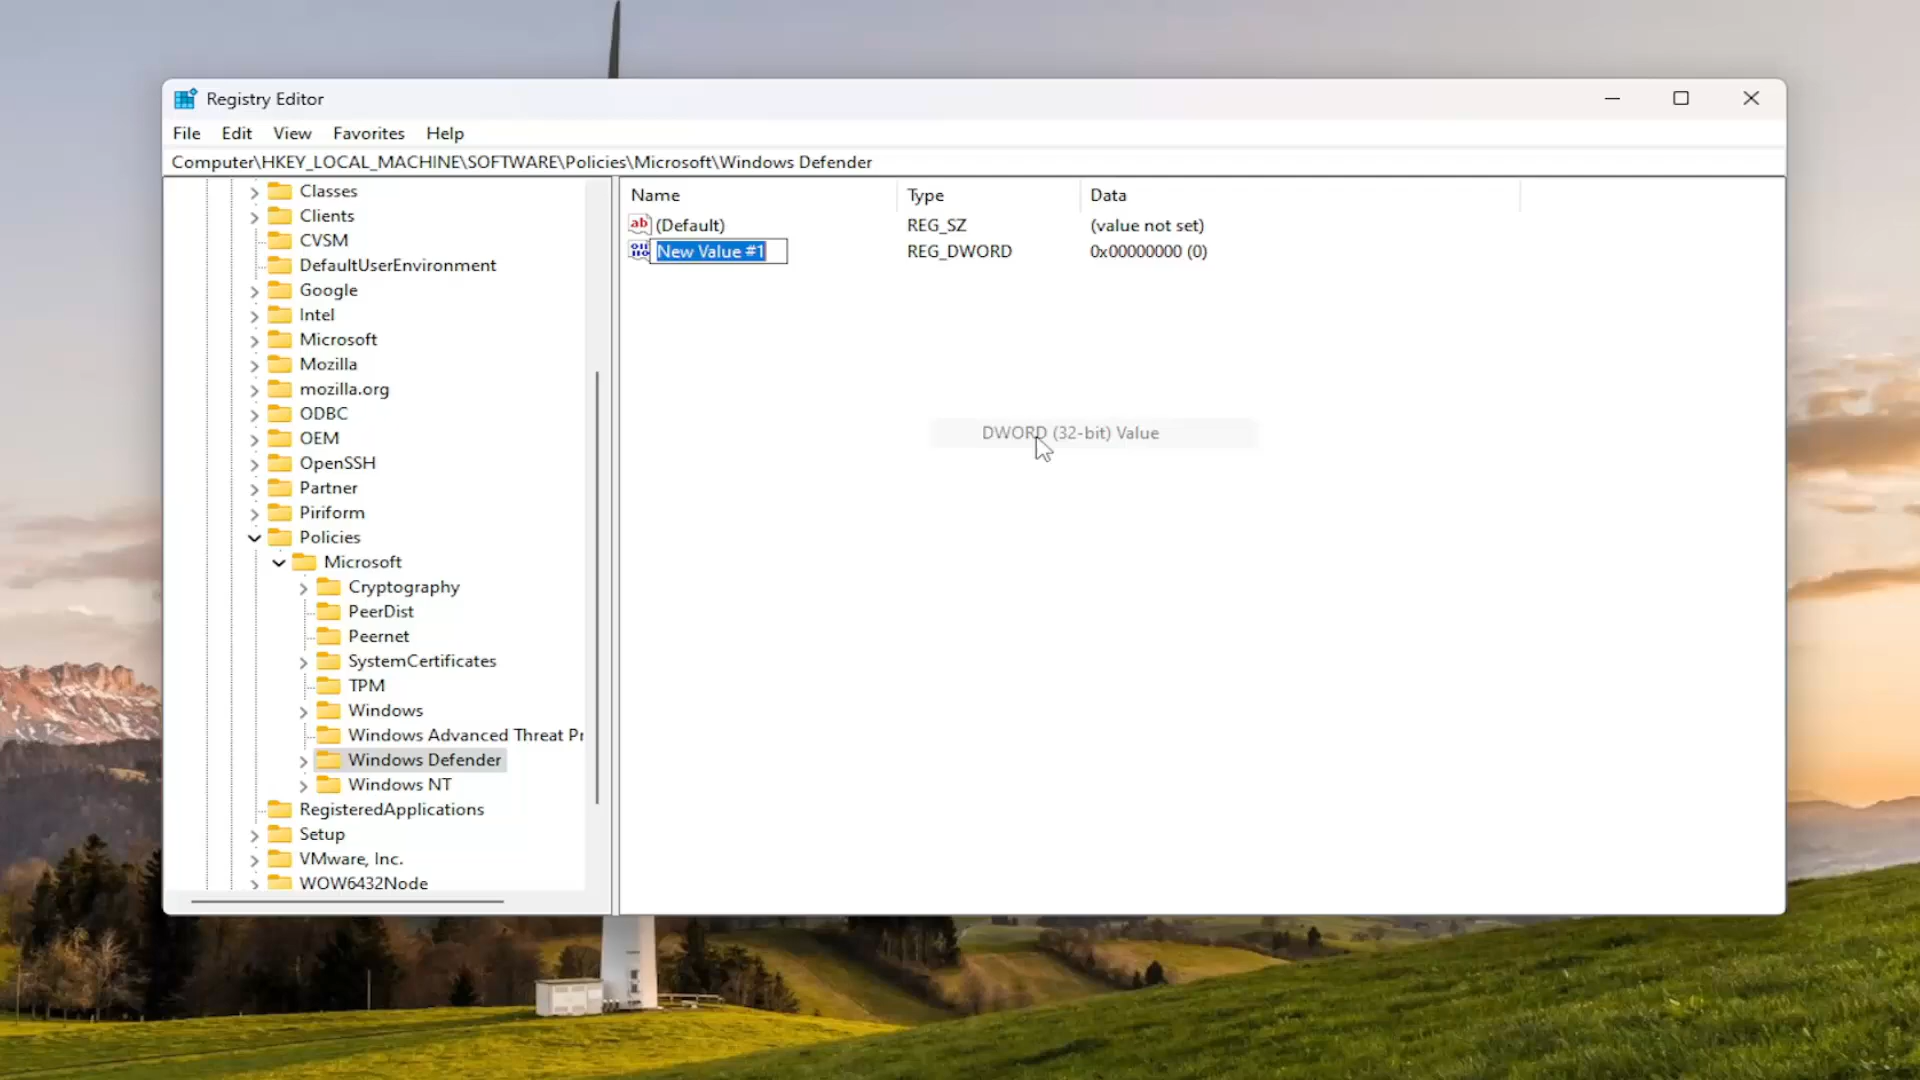 Registry Editor
File Edit View Favorites Help
Computer\HKEY_LOCAL_MACHINE\SOFTWARE\Policies\Microsoft\Windows Defender
Name Type Data
ab (Default) REG_SZ (value not set)
New Value #1 REG_DWORD 0x00000000 (0)
DWORD (32-bit) Value
Classes
Clients
CVSM
DefaultUserEnvironment
Google
Intel
Microsoft
Mozilla
mozilla.org
ODBC
OEM
OpenSSH
Partner
Piriform
Policies
Microsoft
Cryptography
PeerDist
Peernet
SystemCertificates
TPM
Windows
Windows Advanced Threat Pr
Windows Defender
Windows NT
RegisteredApplications
Setup
VMware, Inc.
WOW6432Node